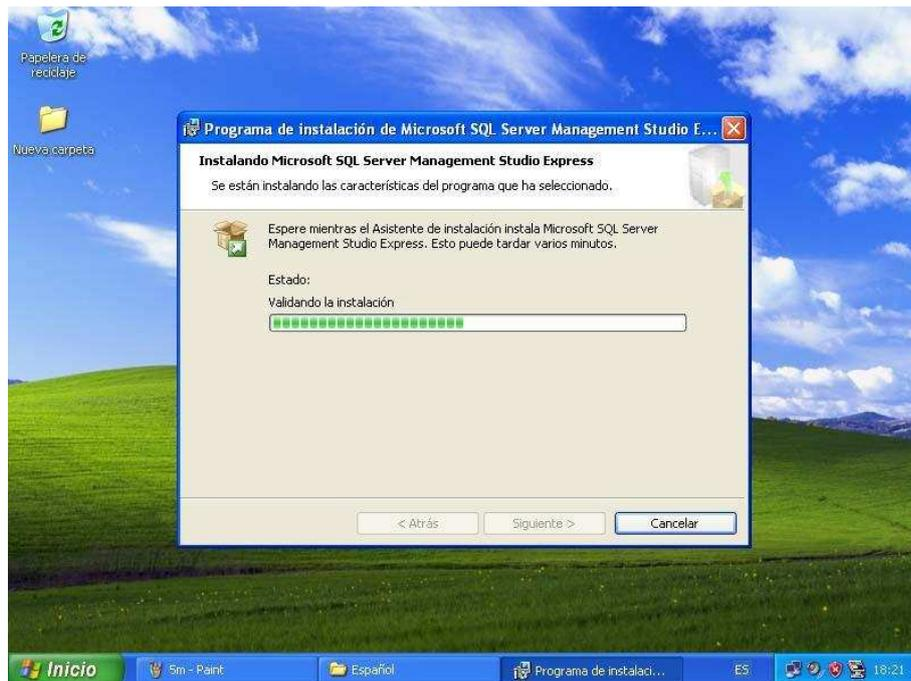 Papelera de
reciclaje
Nueva carpeta
Programa de instalación de Microsoft SQL Server Management Studio E...
Instalando Microsoft SQL Server Management Studio Express
Se están instalando las características del programa que ha seleccionado.
Espere mientras el Asistente de instalación instala Microsoft SQL Server
Management Studio Express. Esto puede tardar varios minutos.
Estado:
Validando la instalación
< Atrás
Siguiente >
Cancelar
Inicio
5m - Paint
Español
Programa de instalaci...
ES
18:21